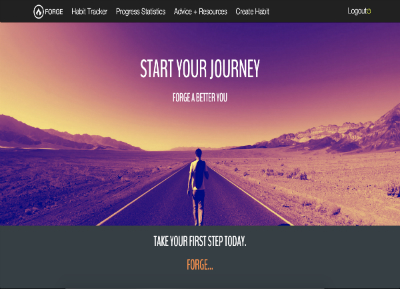 FORGE Habit Tracker Progress Statistics Advice + Resources Create Habit Logout
START YOUR JOURNEY
FORGE A BETTER YOU
TAKE YOUR FIRST STEP TODAY.
FORGE...